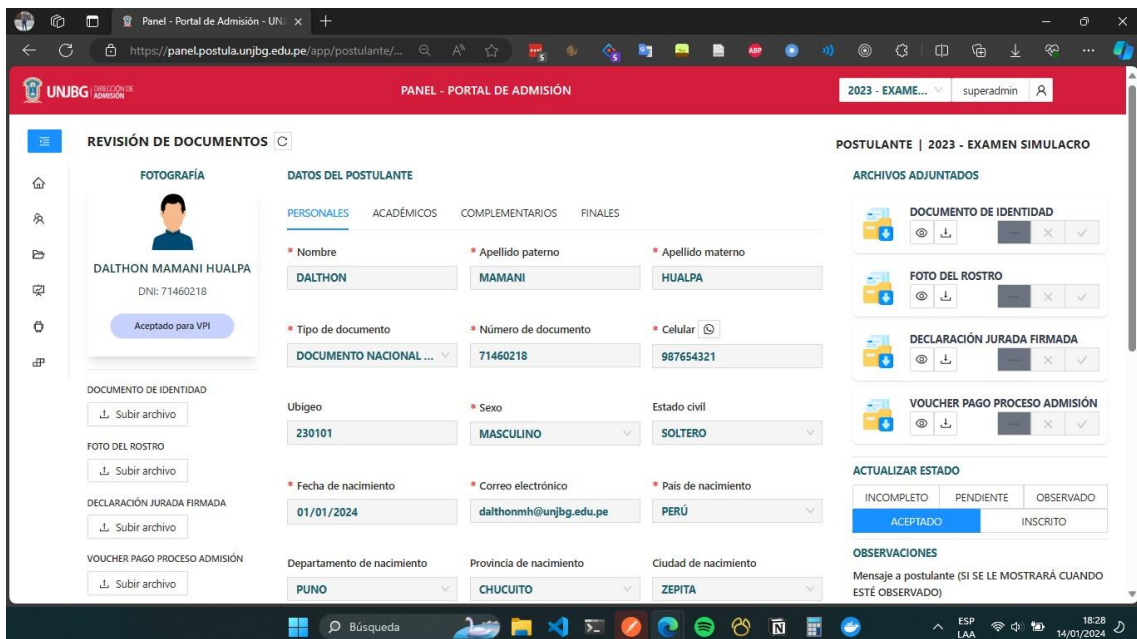 Panel - Portal de Admisión - UNJ
https://panel.postula.unjbg.edu.pe/app/postulante/...
UNJBG DIRECCIÓN DE ADMISIÓN
PANEL - PORTAL DE ADMISIÓN
2023 - EXAME...
superadmin
REVISIÓN DE DOCUMENTOS
POSTULANTE | 2023 - EXAMEN SIMULACRO
FOTOGRAFÍA
DALTHON MAMANI HUALPA
DNI: 71460218
Aceptado para VPI
DOCUMENTO DE IDENTIDAD
Subir archivo
FOTO DEL ROSTRO
Subir archivo
DECLARACIÓN JURADA FIRMADA
Subir archivo
VOUCHER PAGO PROCESO ADMISIÓN
Subir archivo
DATOS DEL POSTULANTE
PERSONALES ACADÉMICOS COMPLEMENTARIOS FINALES
* Nombre * Apellido paterno * Apellido materno
DALTHON MAMANI HUALPA
* Tipo de documento * Número de documento * Celular
DOCUMENTO NACIONAL ... 71460218 987654321
Ubigeo * Sexo Estado civil
230101 MASCULINO SOLTERO
* Fecha de nacimiento * Correo electrónico * País de nacimiento
01/01/2024 dalthonmh@unjbg.edu.pe PERÚ
Departamento de nacimiento Provincia de nacimiento Ciudad de nacimiento
PUNO CHUCUITO ZEPITA
ARCHIVOS ADJUNTADOS
DOCUMENTO DE IDENTIDAD
FOTO DEL ROSTRO
DECLARACIÓN JURADA FIRMADA
VOUCHER PAGO PROCESO ADMISIÓN
ACTUALIZAR ESTADO
INCOMPLETO PENDIENTE OBSERVADO
ACEPTADO INSCRITO
OBSERVACIONES
Mensaje a postulante (SI SE LE MOSTRARÁ CUANDO
ESTÉ OBSERVADO)
Búsqueda
ESP
LAA
18:28
14/01/2024